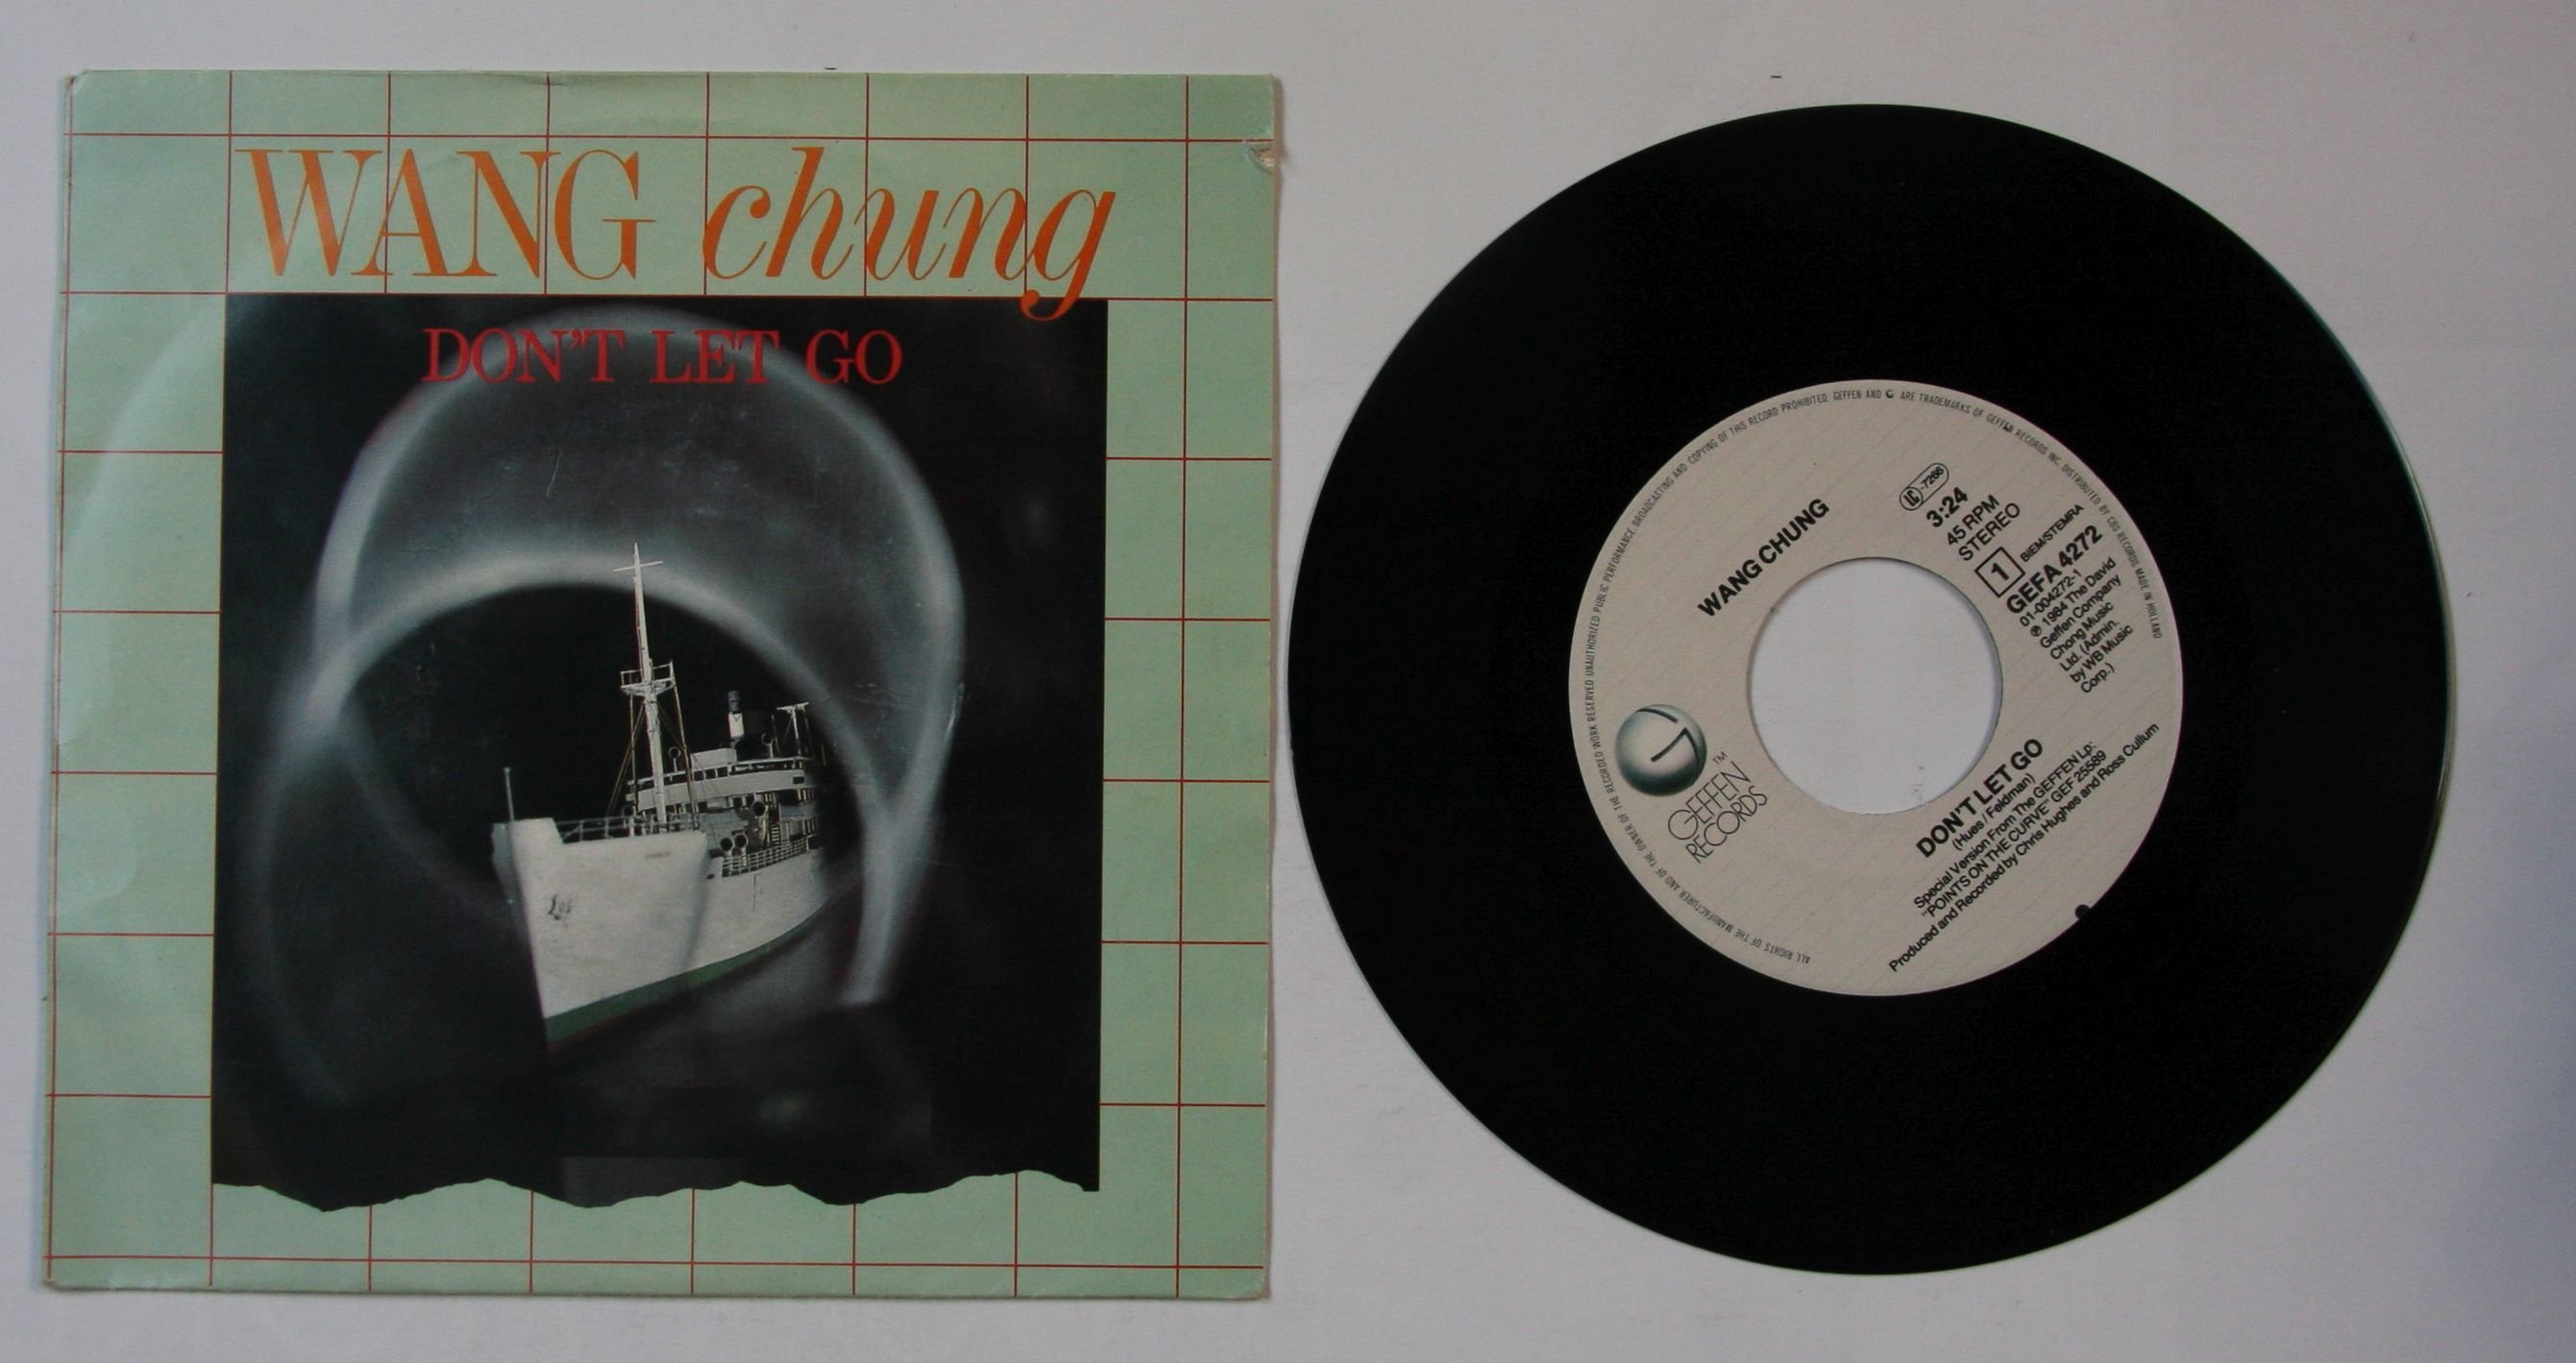 WANG chung
DON'T LET GO
WANG CHUNG
LC-7266
3:24
45 RPM
STEREO
1
BIEM/STEMRA
GEFA 4272
01-004272-1
℗ 1984 The David
Geffen Company
Chong Music
Ltd. (Admin.
by WB Music
Corp.)
GEFFEN
RECORDS
TM
DON'T LET GO
(Hues / Feldman)
Special Version From The GEFFEN Lp:
"POINTS ON THE CURVE" GEF 25589
Produced and Recorded by Chris Hughes and Ross Cullum
ALL RIGHTS OF THE MANUFACTURER AND OF THE OWNER OF THE RECORDED WORK RESERVED UNAUTHORIZED PUBLIC PERFORMANCE, BROADCASTING AND COPYING OF THIS RECORD PROHIBITED. GEFFEN AND G ARE TRADEMARKS OF GEFFEN RECORDS INC. DISTRIBUTED BY CBS RECORDS MADE IN HOLLAND